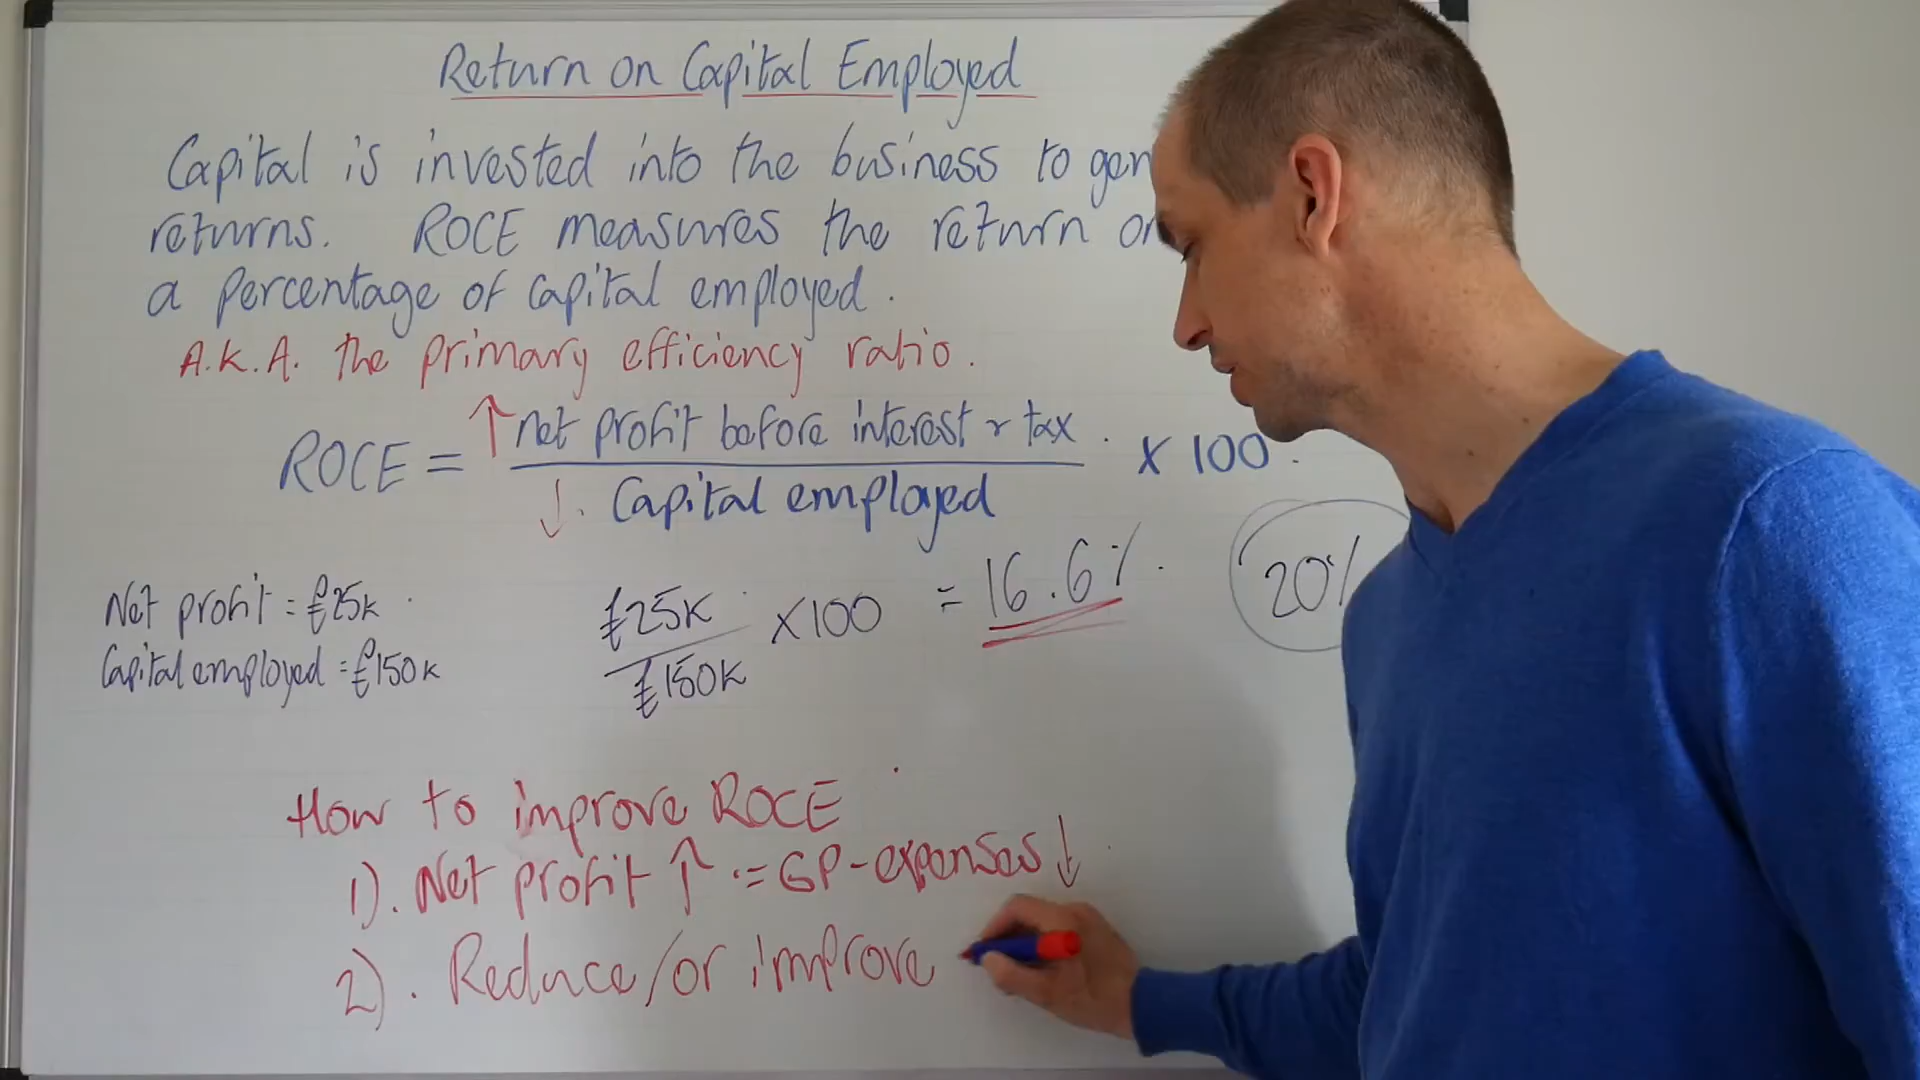 Return on Capital Employed
Capital is invested into the business to gen
returns. ROCE measures the return
a percentage of capital employed.
A.K.A. the primary efficiency ratio.
ROCE = ↑ net profit before interest & tax × 100.
↓. Capital employed
Net profit = £25k
Capital employed = £150k
£25K ×100 = 16.6%.
£150K
20%
How to improve ROCE
1). Net profit ↑ = GP-expenses ↓
2). Reduce/or improve